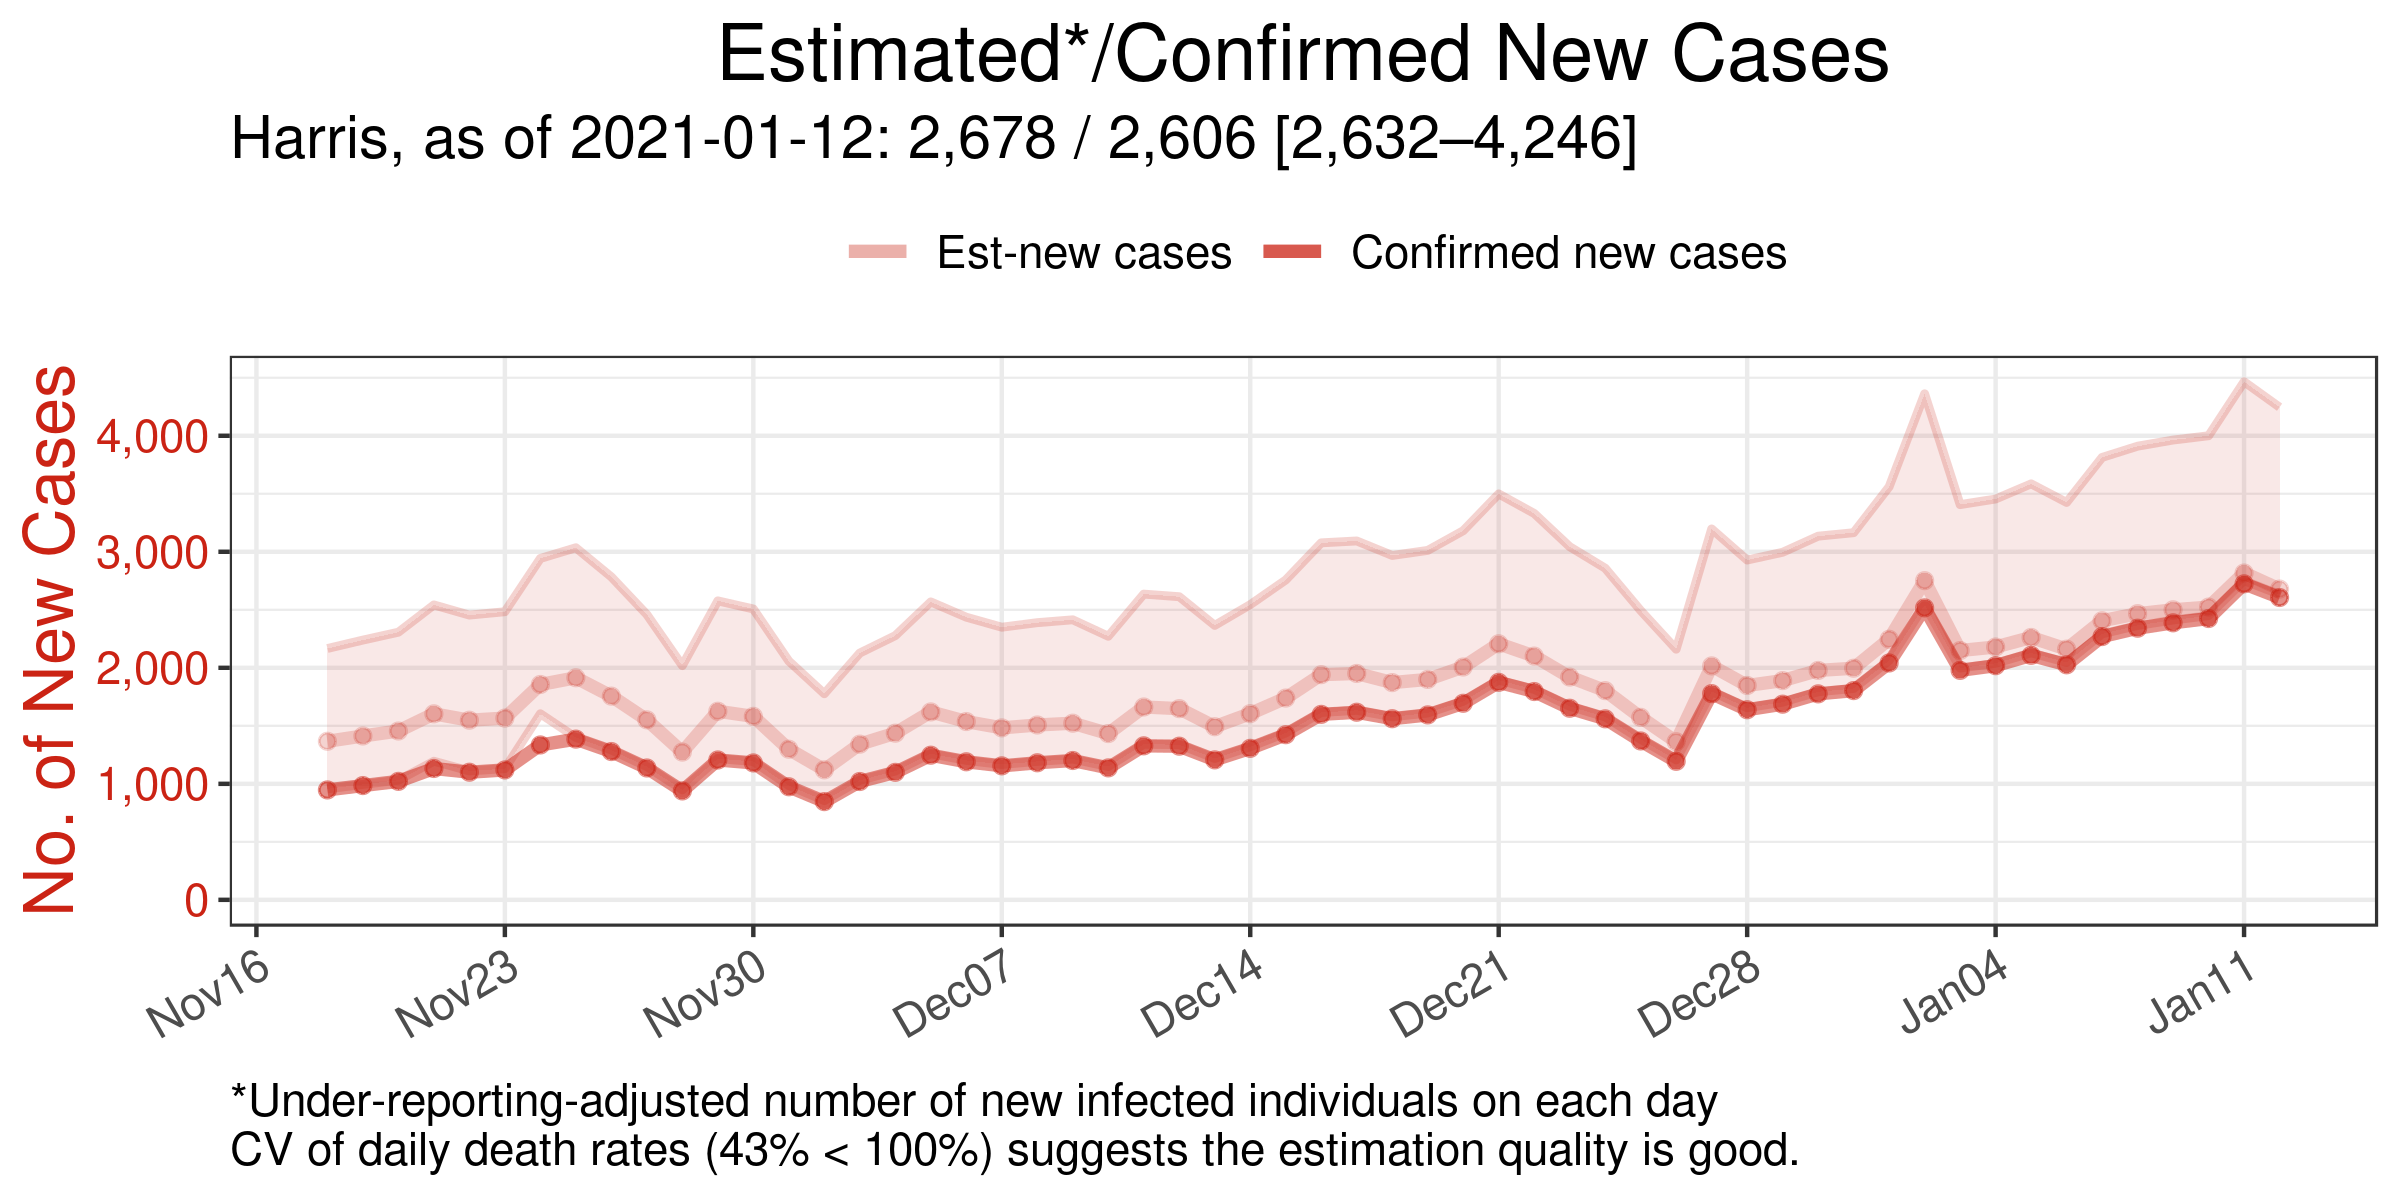 Estimated*/Confirmed New Cases
Harris, as of 2021-01-12: 2,678 / 2,606 [2,632–4,246]
Est-new cases
Confirmed new cases
No. of New Cases
4,000
3,000
2,000
1,000
0
Nov16
Nov23
Nov30
Dec07
Dec14
Dec21
Dec28
Jan04
Jan11
*Under-reporting-adjusted number of new infected individuals on each day
CV of daily death rates (43% < 100%) suggests the estimation quality is good.